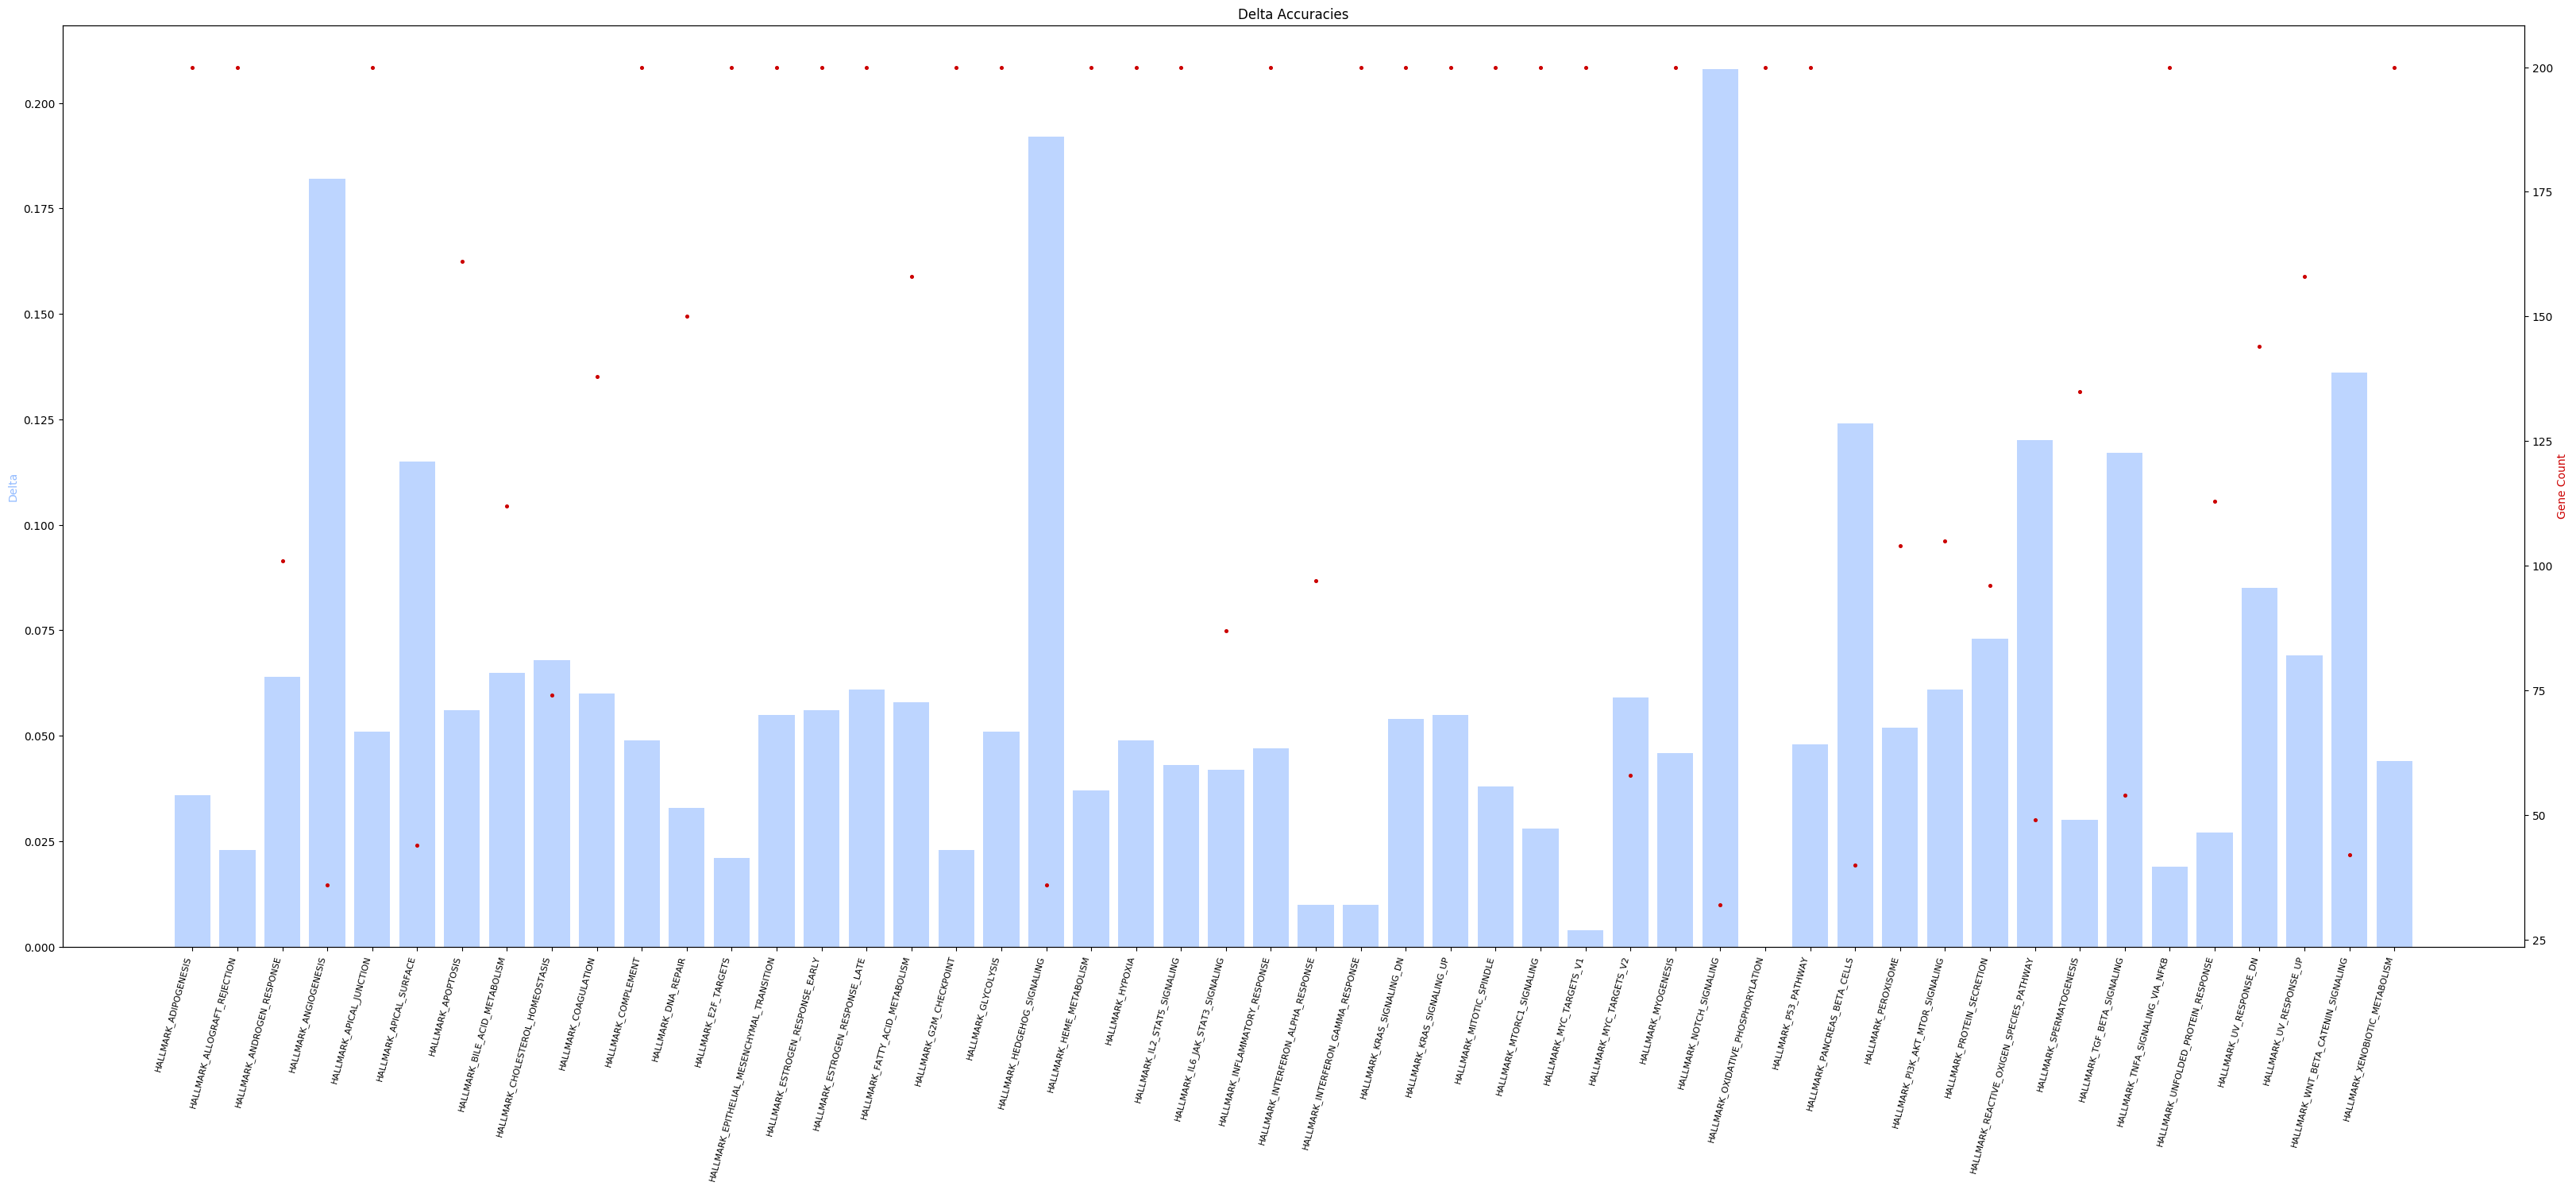 Delta Accuracies
0.200
0.175
0.150
0.125
0.100
0.075
0.050
0.025
0.000
Delta
200
175
150
125
100
75
50
25
Gene Count
HALLMARK_ADIPOGENESIS
HALLMARK_ALLOGRAFT_REJECTION
HALLMARK_ANDROGEN_RESPONSE
HALLMARK_ANGIOGENESIS
HALLMARK_APICAL_JUNCTION
HALLMARK_APICAL_SURFACE
HALLMARK_APOPTOSIS
HALLMARK_BILE_ACID_METABOLISM
HALLMARK_CHOLESTEROL_HOMEOSTASIS
HALLMARK_COAGULATION
HALLMARK_COMPLEMENT
HALLMARK_DNA_REPAIR
HALLMARK_E2F_TARGETS
HALLMARK_EPITHELIAL_MESENCHYMAL_TRANSITION
HALLMARK_ESTROGEN_RESPONSE_EARLY
HALLMARK_ESTROGEN_RESPONSE_LATE
HALLMARK_FATTY_ACID_METABOLISM
HALLMARK_G2M_CHECKPOINT
HALLMARK_GLYCOLYSIS
HALLMARK_HEDGEHOG_SIGNALING
HALLMARK_HEME_METABOLISM
HALLMARK_HYPOXIA
HALLMARK_IL2_STAT5_SIGNALING
HALLMARK_IL6_JAK_STAT3_SIGNALING
HALLMARK_INFLAMMATORY_RESPONSE
HALLMARK_INTERFERON_ALPHA_RESPONSE
HALLMARK_INTERFERON_GAMMA_RESPONSE
HALLMARK_KRAS_SIGNALING_DN
HALLMARK_KRAS_SIGNALING_UP
HALLMARK_MITOTIC_SPINDLE
HALLMARK_MTORC1_SIGNALING
HALLMARK_MYC_TARGETS_V1
HALLMARK_MYC_TARGETS_V2
HALLMARK_MYOGENESIS
HALLMARK_NOTCH_SIGNALING
HALLMARK_OXIDATIVE_PHOSPHORYLATION
HALLMARK_P53_PATHWAY
HALLMARK_PANCREAS_BETA_CELLS
HALLMARK_PEROXISOME
HALLMARK_PI3K_AKT_MTOR_SIGNALING
HALLMARK_PROTEIN_SECRETION
HALLMARK_REACTIVE_OXIGEN_SPECIES_PATHWAY
HALLMARK_SPERMATOGENESIS
HALLMARK_TGF_BETA_SIGNALING
HALLMARK_TNFA_SIGNALING_VIA_NFKB
HALLMARK_UNFOLDED_PROTEIN_RESPONSE
HALLMARK_UV_RESPONSE_DN
HALLMARK_UV_RESPONSE_UP
HALLMARK_WNT_BETA_CATENIN_SIGNALING
HALLMARK_XENOBIOTIC_METABOLISM